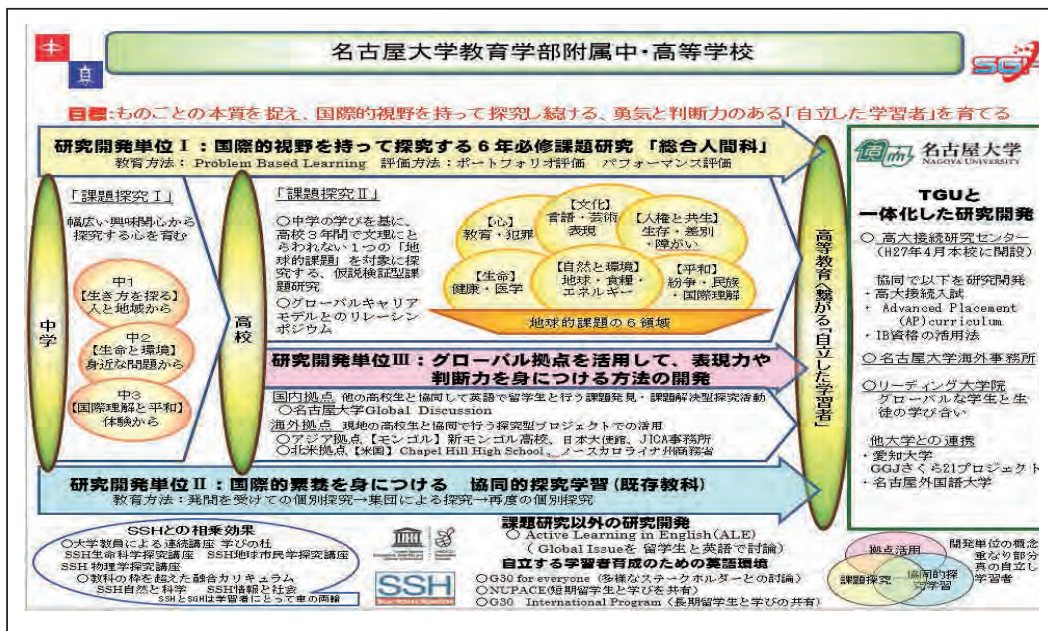 名古屋大学教育学部附属中・高等学校
中
真
SGH
目標:ものごとの本質を捉え、国際的視野を持って探究し続ける、勇気と判断力のある「自立した学習者」を育てる
研究開発単位Ⅰ:国際的視野を持って探究する6年必修課題研究 「総合人間科」
教育方法:Problem Based Learning 評価方法:ポートフォリオ評価 パフォーマンス評価
中学
「課題探究Ⅰ」
幅広い興味関心から
探究する心を育む
中1
【生き方を探る】
人と地域から
中2
【生命と環境】
身近な問題から
中3
【国際理解と平和】
体験から
高校
「課題探究Ⅱ」
○中学の学びを基に、
高校3年間で文理にと
らわれない1つの「地
球的課題」を対象に探
究する、仮説検証型課
題研究
○グローバルキャリア
モデルとのリレーシン
ポジウム
【心】
教育・犯罪
【文化】
言語・芸術
表現
【人権と共生】
生存・差別
・障がい
【生命】
健康・医学
【自然と環境】
地球・食糧・
エネルギー
【平和】
紛争・民族
・国際理解
地球的課題の6領域
研究開発単位Ⅲ:グローバル拠点を活用して、表現力や
判断力を身につける方法の開発
国内拠点 他の高校生と協同して英語で留学生と行う課題発見・課題解決型探究活動
○名古屋大学Global Discussion
海外拠点 現地の高校生と協同で行う探究型プロジェクトでの活用
○アジア拠点【モンゴル】新モンゴル高校、日本大使館、JICA事務所
○北米拠点【米国】Chapel Hill High School、ノースカロライナ州商務省
研究開発単位Ⅱ:国際的素養を身につける 協同的探究学習(既存教科)
教育方法:発問を受けての個別探究→集団による探究→再度の個別探究
高等教育へ繋がる「自立した学習者」
名古屋大学
NAGOYA UNIVERSITY
TGUと
一体化した研究開発
○ 高大接続研究センター
(H27年4月本校に開設)
協同で以下を研究開発
・高大接続入試
・ Advanced Placement
(AP)curriculum
・IB資格の活用法
○名古屋大学海外事務所
○リーディング大学院
グローバルな学生と生
徒の学び合い
他大学との連携
・愛知大学
GGJさくら21プロジェクト
・名古屋外国語大学
SSHとの相乗効果
○大学教員による連続講座 学びの杜
SSH生命科学探究講座 SSH地球市民学探究講座
SSH 物理学探究講座
○教科の枠を超えた融合カリキュラム
SSH自然と科学 SSH情報と社会
SSHとSGHは学習者にとって車の両輪
SSH
課題研究以外の研究開発
○ Active Learning in English(ALE)
( Global Issueを 留学生と英語で討論)
自立する学習者育成のための英語環境
○G30 for everyone (多様なステークホルダーとの討論)
○NUPACE(短期留学生と学びを共有)
○G30 International Program (長期留学生と学びの共有)
拠点活用
課題探究
協同的探
究学習
開発単位の概念
重なり部分
真の自立し
学習者